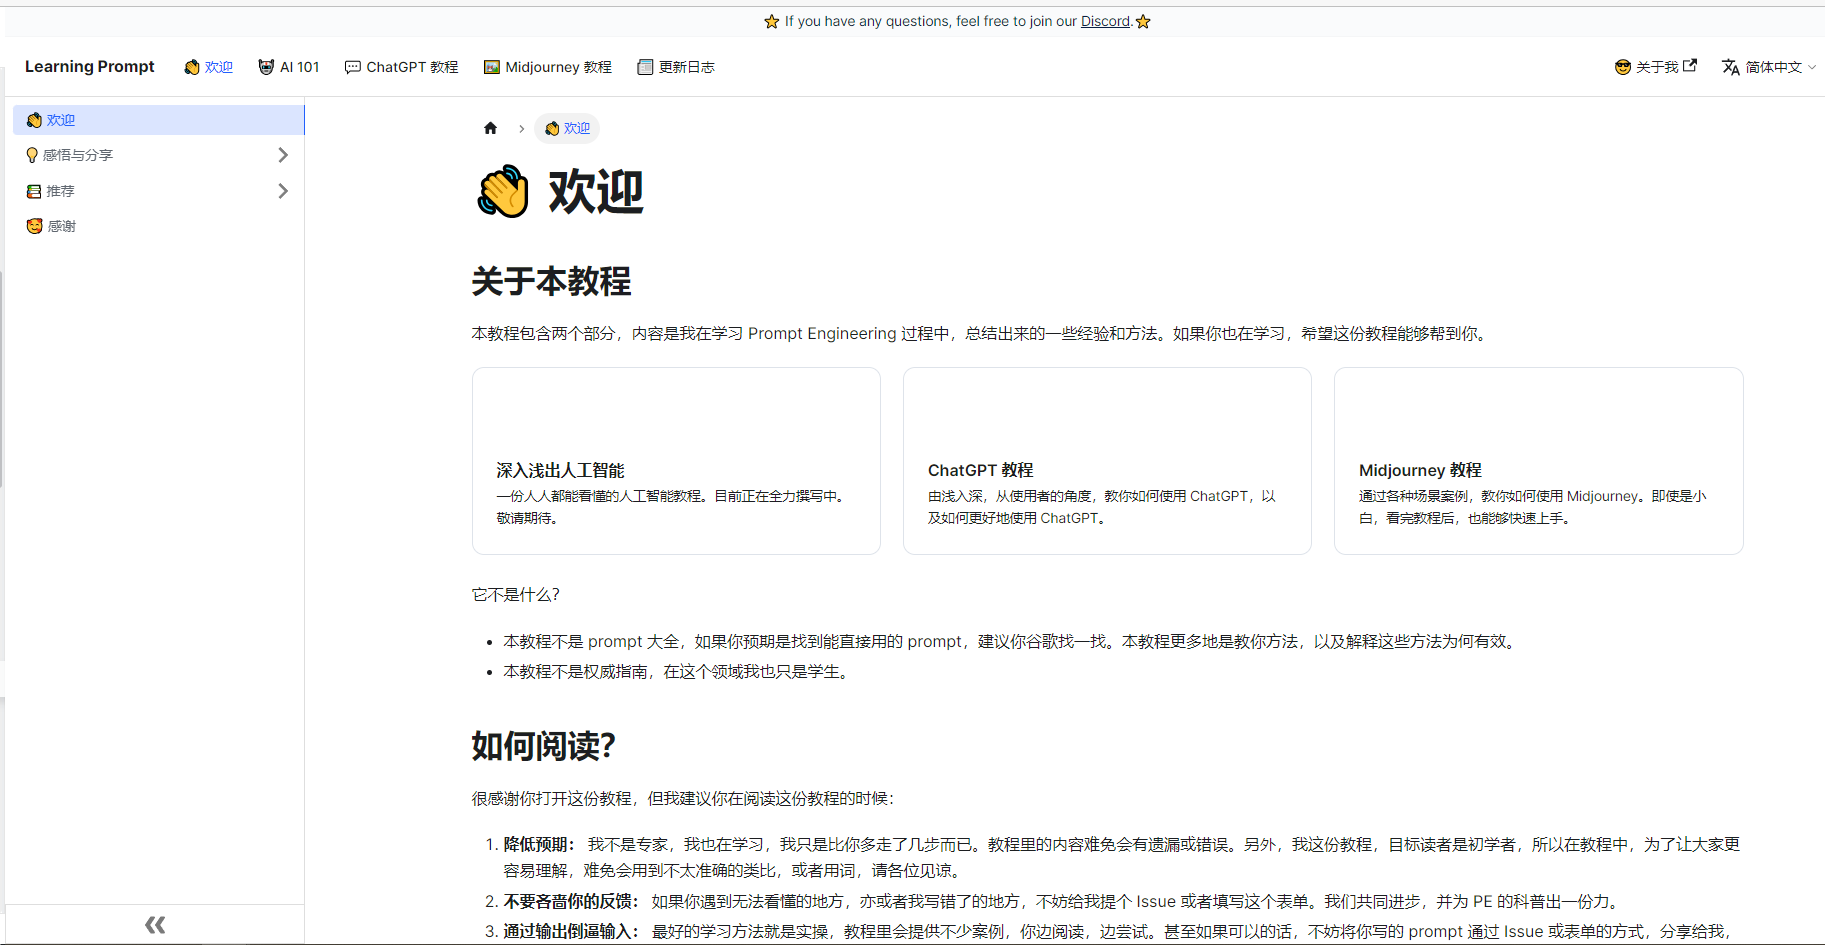 ⭐ If you have any questions, feel free to join our Discord.⭐
Learning Prompt 👋 欢迎 AI 101 💬 ChatGPT 教程 Midjourney 教程 更新日志 😎 关于我 简体中文
👋 欢迎
💡 感悟与分享
📚 推荐
🥰 感谢
👋 欢迎
👋 欢迎
关于本教程
本教程包含两个部分，内容是我在学习 Prompt Engineering 过程中，总结出来的一些经验和方法。如果你也在学习，希望这份教程能够帮到你。
深入浅出人工智能
一份人人都能看懂的人工智能教程。目前正在全力撰写中。
敬请期待。
ChatGPT 教程
由浅入深，从使用者的角度，教你如何使用 ChatGPT，以
及如何更好地使用 ChatGPT。
Midjourney 教程
通过各种场景案例，教你如何使用 Midjourney。即使是小
白，看完教程后，也能够快速上手。
它不是什么？
• 本教程不是 prompt 大全，如果你预期是找到能直接用的 prompt，建议你谷歌找一找。本教程更多地是教你方法，以及解释这些方法为何有效。
• 本教程不是权威指南，在这个领域我也只是学生。
如何阅读？
很感谢你打开这份教程，但我建议你在阅读这份教程的时候：
1. 降低预期： 我不是专家，我也在学习，我只是比你多走了几步而已。教程里的内容难免会有遗漏或错误。另外，我这份教程，目标读者是初学者，所以在教程中，为了让大家更
容易理解，难免会用到不太准确的类比，或者用词，请各位见谅。
2. 不要吝啬你的反馈： 如果你遇到无法看懂的地方，亦或者我写错了的地方，不妨给我提个 Issue 或者填写这个表单。我们共同进步，并为 PE 的科普出一份力。
3. 通过输出倒逼输入： 最好的学习方法就是实操，教程里会提供不少案例，你边阅读，边尝试。甚至如果可以的话，不妨将你写的 prompt 通过 Issue 或表单的方式，分享给我，